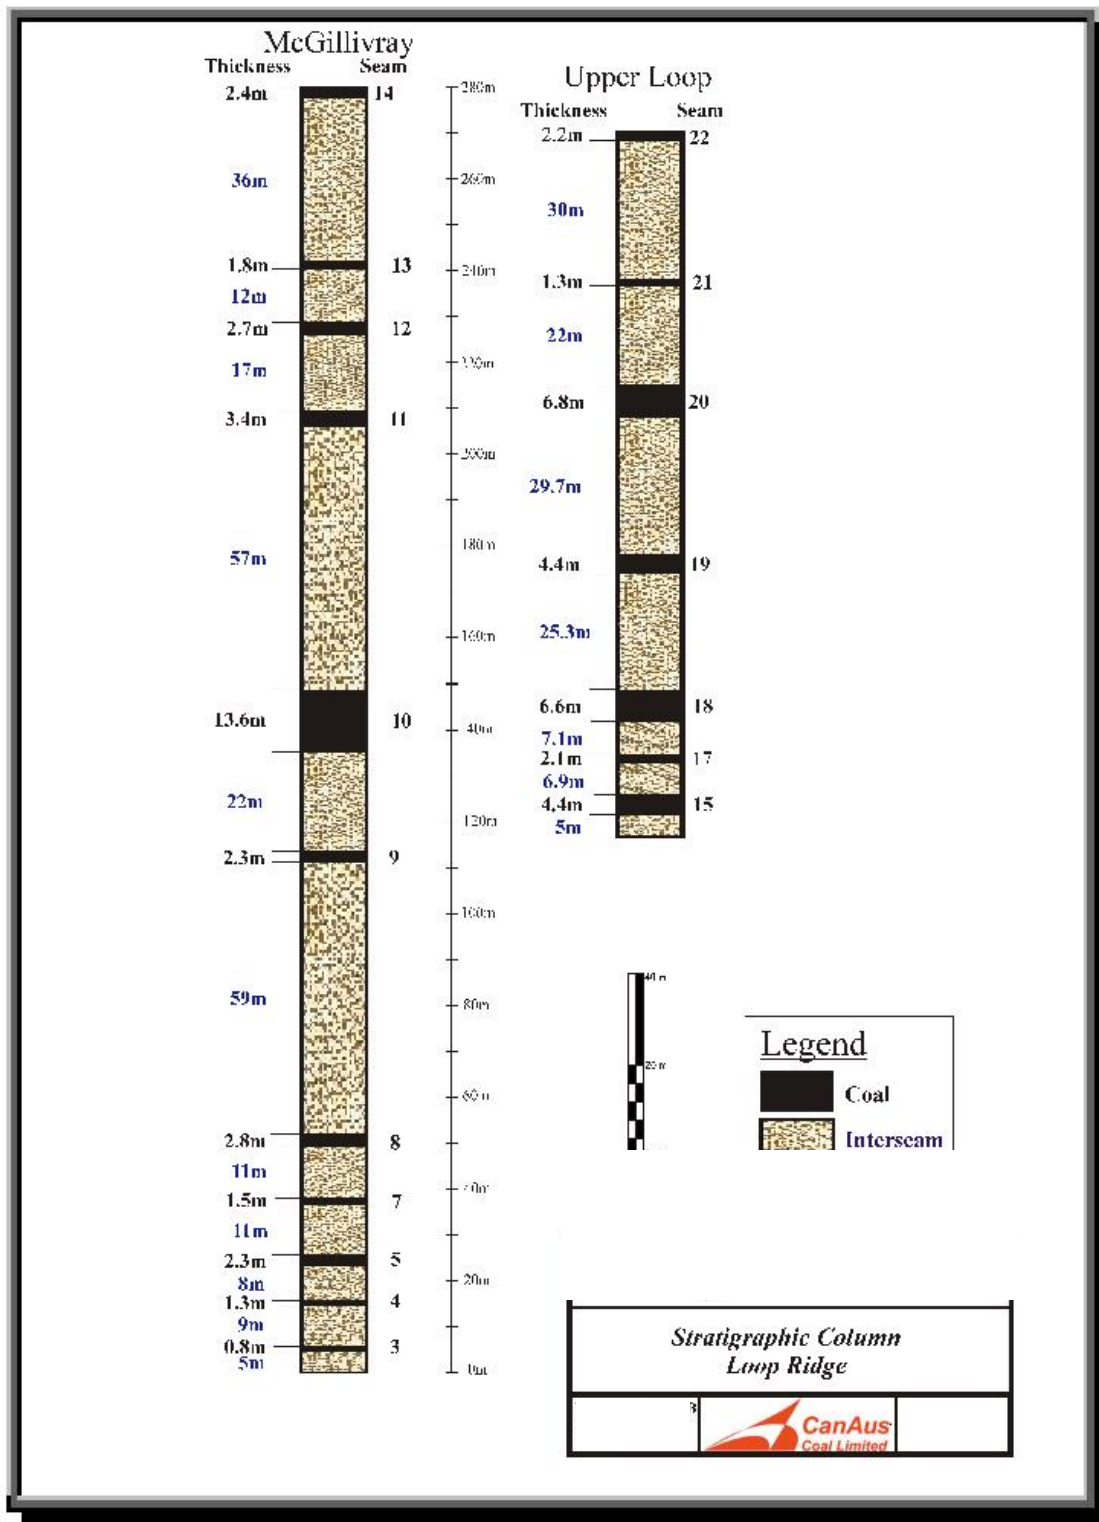 McGillivray
Thickness Seam
2.4m 14
36m
1.8m 13
12m
2.7m 12
17m
3.4m 11
57m
13.6m 10
22m
2.3m 9
59m
2.8m 8
11m
1.5m 7
11m
2.3m 5
8m
1.3m 4
9m
0.8m 3
5m
280m
260m
240m
220m
200m
180m
160m
40m
120m
100m
80m
60m
40m
20m
0m
Upper Loop
Thickness Seam
2.2m 22
30m
1.3m 21
22m
6.8m 20
29.7m
4.4m 19
25.3m
6.6m 18
7.1m
2.1m 17
6.9m
4.4m 15
5m
40 m
20 m
Legend
Coal
Interseam
Stratigraphic Column
Loop Ridge
CanAus
Coal Limited